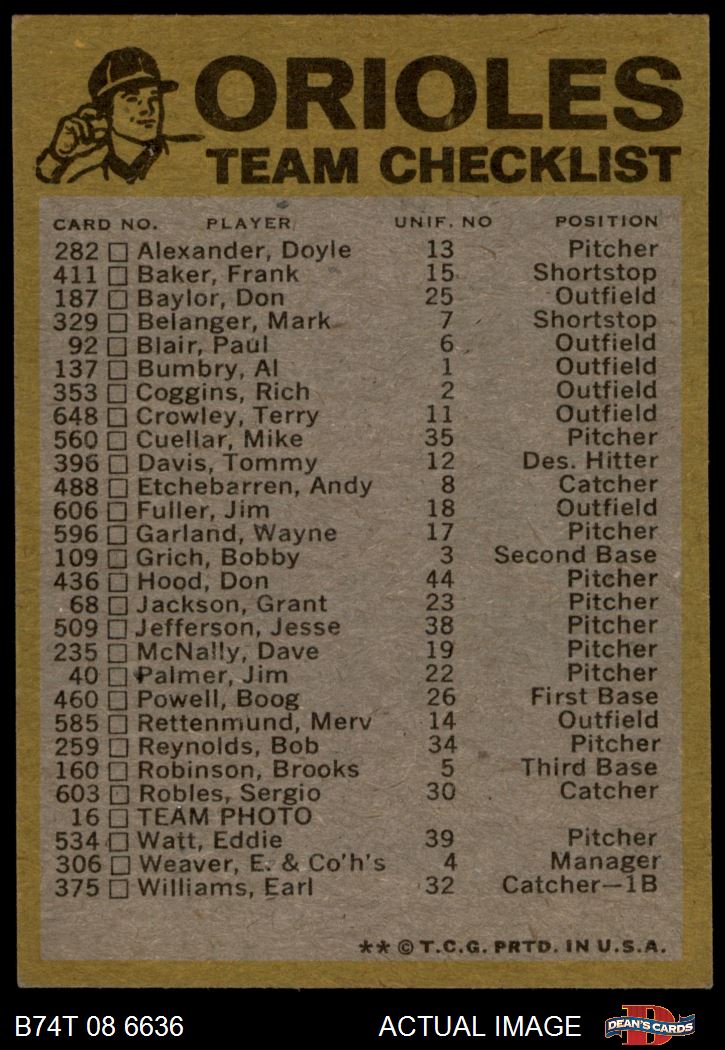 ORIOLES
TEAM CHECKLIST
CARD NO. PLAYER UNIF. NO POSITION
282 Alexander, Doyle 13 Pitcher
411 Baker, Frank 15 Shortstop
187 Baylor, Don 25 Outfield
329 Belanger, Mark 7 Shortstop
92 Blair, Paul 6 Outfield
137 Bumbry, Al 1 Outfield
353 Coggins, Rich 2 Outfield
648 Crowley, Terry 11 Outfield
560 Cuellar, Mike 35 Pitcher
396 Davis, Tommy 12 Des. Hitter
488 Etchebarren, Andy 8 Catcher
606 Fuller, Jim 18 Outfield
596 Garland, Wayne 17 Pitcher
109 Grich, Bobby 3 Second Base
436 Hood, Don 44 Pitcher
68 Jackson, Grant 23 Pitcher
509 Jefferson, Jesse 38 Pitcher
235 McNally, Dave 19 Pitcher
40 Palmer, Jim 22 Pitcher
460 Powell, Boog 26 First Base
585 Rettenmund, Merv 14 Outfield
259 Reynolds, Bob 34 Pitcher
160 Robinson, Brooks 5 Third Base
603 Robles, Sergio 30 Catcher
16 TEAM PHOTO
534 Watt, Eddie 39 Pitcher
306 Weaver, E. & Co'h's 4 Manager
375 Williams, Earl 32 Catcher—1B
** © T.C.G. PRTD. IN U.S.A.
B74T 08 6636 ACTUAL IMAGE DEAN'S CARDS